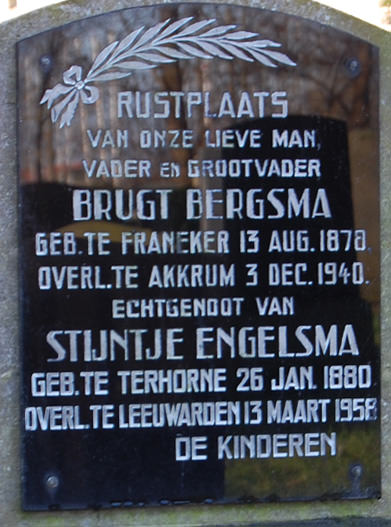 RUSTPLAATS
VAN ONZE LIEVE MAN,
VADER EN GROOTVADER
BRUGT BERGSMA
GEB. TE FRANEKER 13 AUG. 1878.
OVERL. TE AKKRUM 3 DEC. 1940.
ECHTGENOOT VAN
STIJNTJE ENGELSMA
GEB. TE TERHORNE 26 JAN. 1880
OVERL. TE LEEUWARDEN 13 MAART 1958
DE KINDEREN